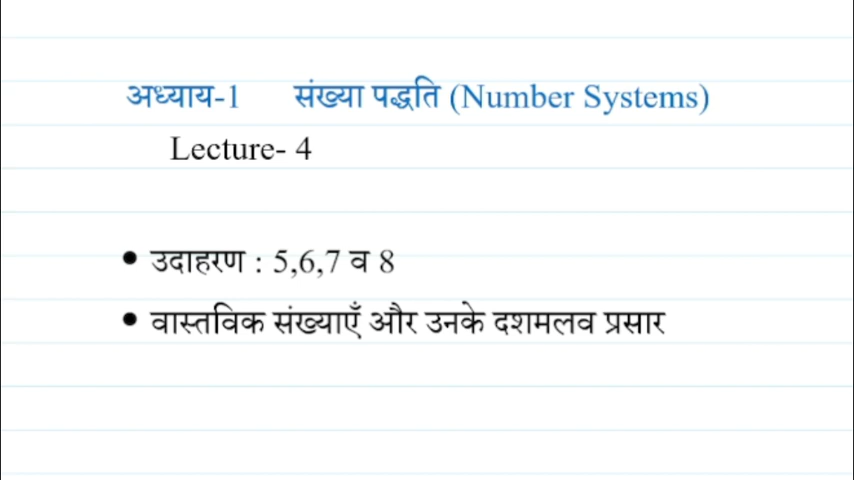 अध्याय-1 संख्या पद्धति (Number Systems)
Lecture- 4
• उदाहरण : 5,6,7 व 8
• वास्तविक संख्याएँ और उनके दशमलव प्रसार